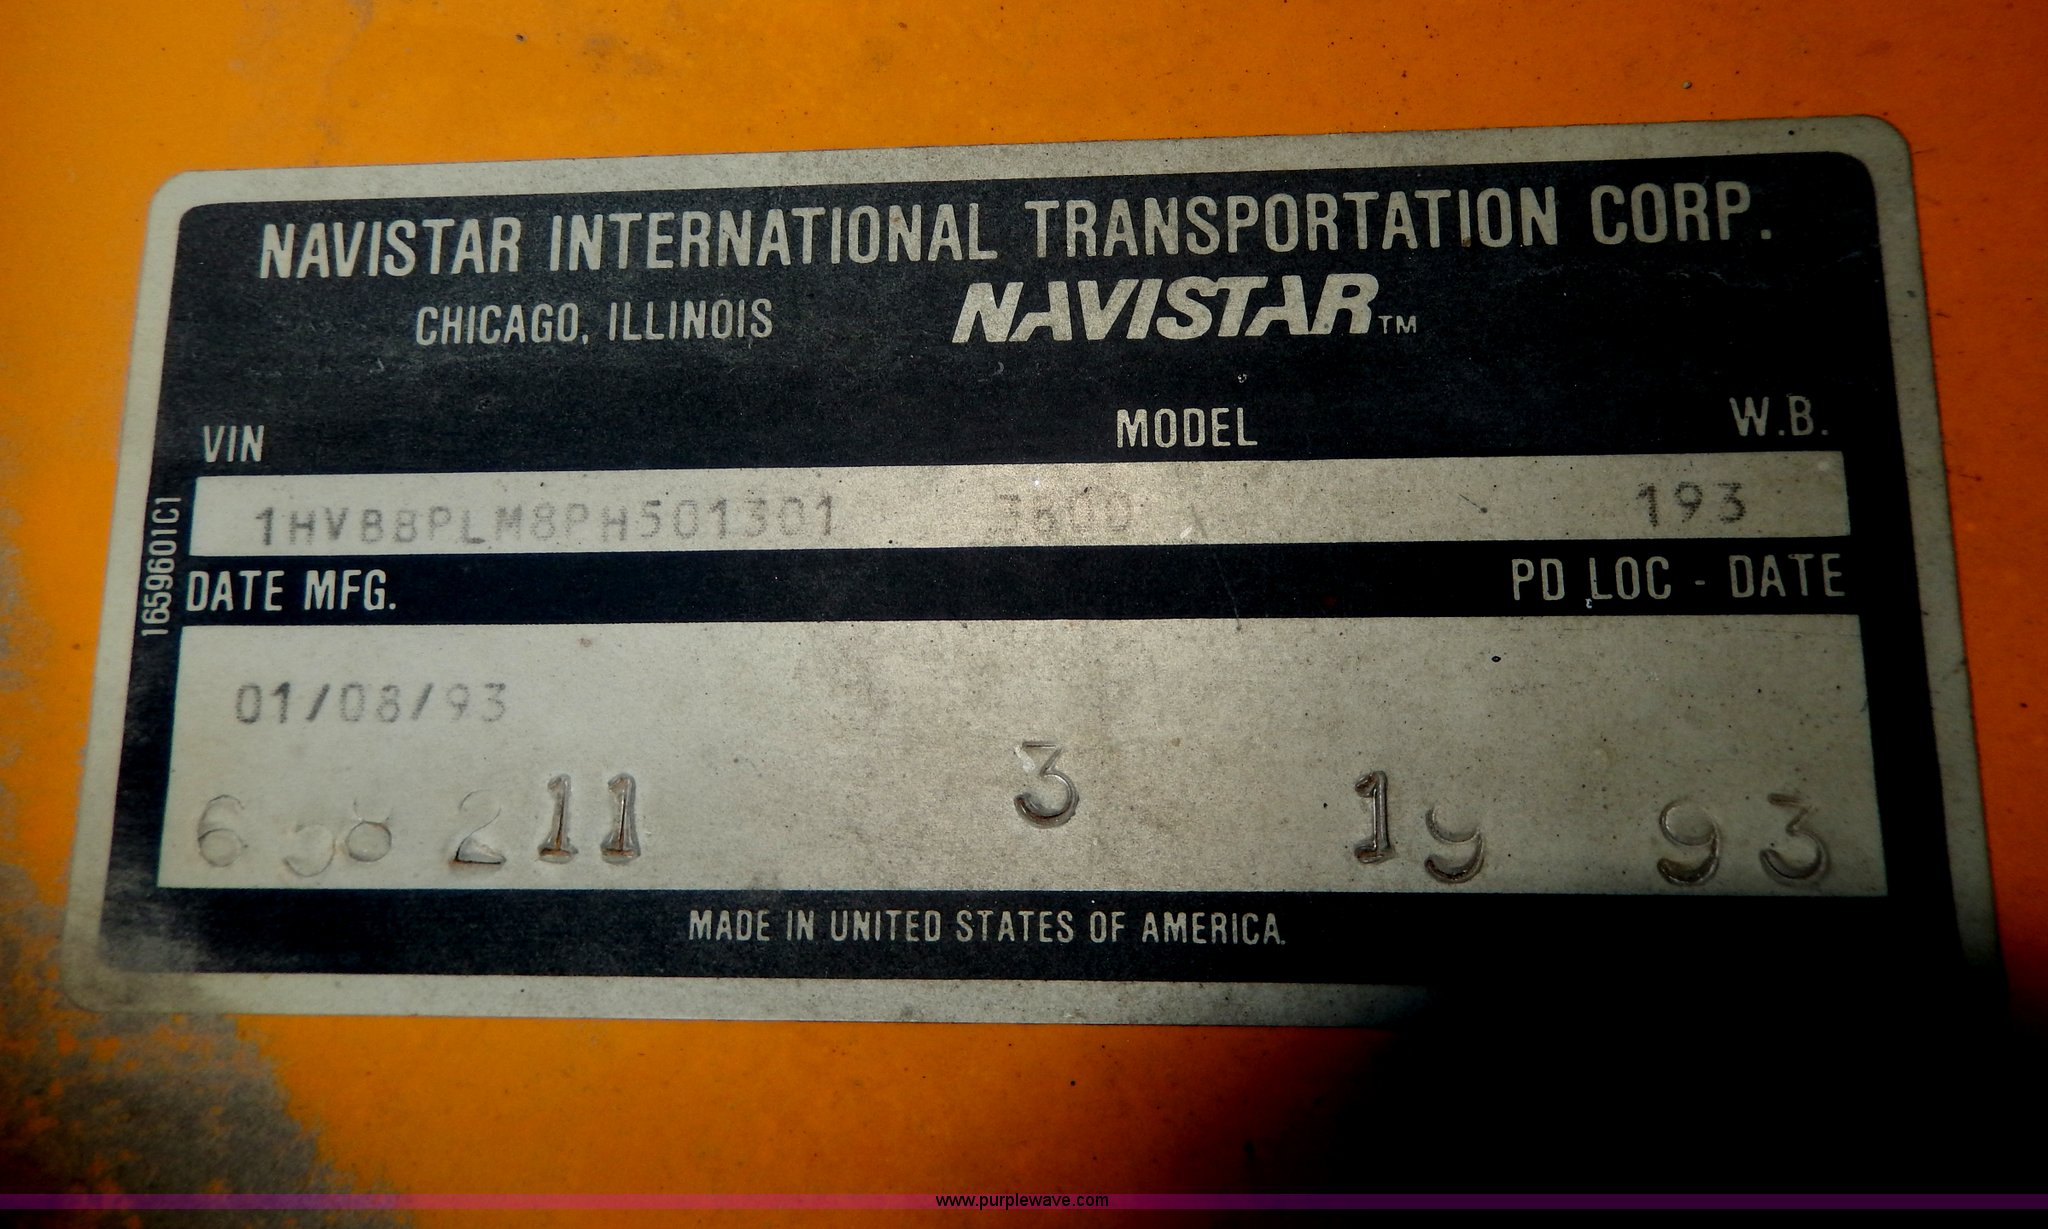 NAVISTAR INTERNATIONAL TRANSPORTATION CORP.
CHICAGO, ILLINOIS NAVISTAR™
VIN MODEL W.B.
1HVBBPLM8PH501301 3600 193
1659601C1
DATE MFG. PD LOC - DATE
01/08/93
211 3 19 93
MADE IN UNITED STATES OF AMERICA.
www.purplewave.com